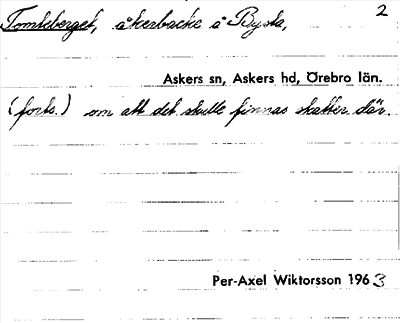 2
Tomteberget, åkerbacke å Rysta,
Askers sn, Askers hd, Örebro län.
(forts.) om att det skulle finnas skatter där.
Per-Axel Wiktorsson 1963